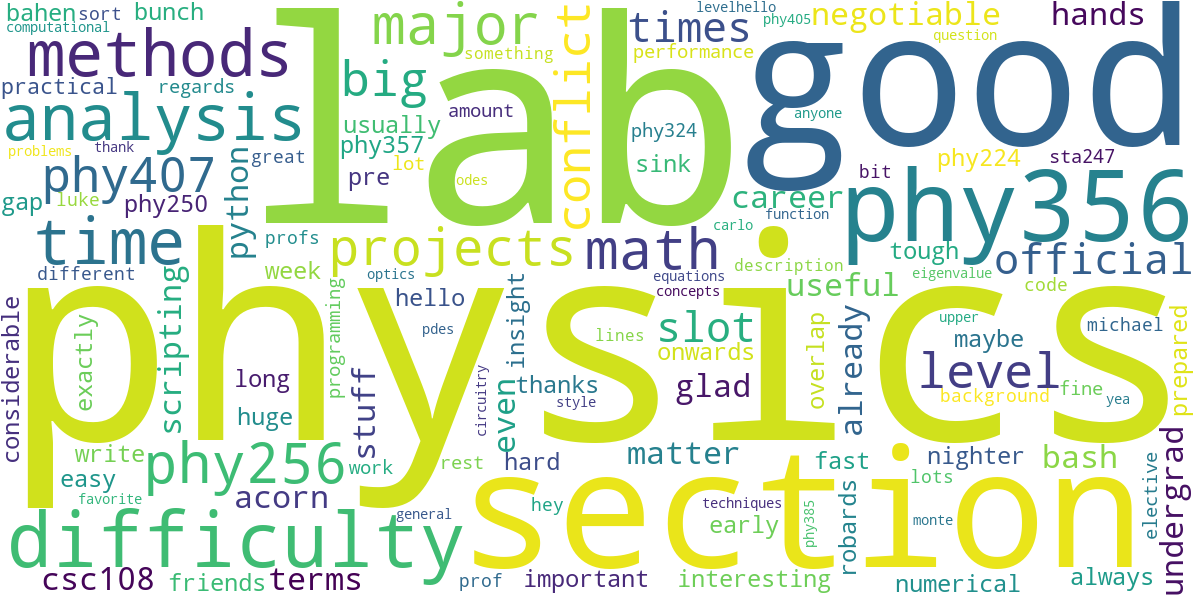 bahen
sort
bunch
computational
methods
practical
regards
analysis
problems
thank
phy407
great
gap
luke
phy250
python
time
different
profs
major
something
big
usually
amount
phy357
lot
pre
odes
lab
conflict
levelhello
phy405
negotiable
hands
times
performance
question
good
phy324
sink
anyone
phy224
sta247
bit
career
function
carlo
phy356
projects
math
description
tough
official
eigenvalue
code
useful
week
optics
hello
equations
concepts
insight
pdes
lines
slot
onwards
overlap
already
upper
maybe
michael
level
background
fine
yea
prepared
considerable
exactly
scripting
programming
long
huge
stuff
circuitry
even
thanks
style
glad
physics
write
phy256
easy
favorite
acorn
work
rest
hard
matter
fast
nighter
bash
lots
elective
undergrad
difficulty
general
hey
techniques
early
phy385
robards
monte
section
csc108
friends
terms
prof
important
interesting
numerical
always